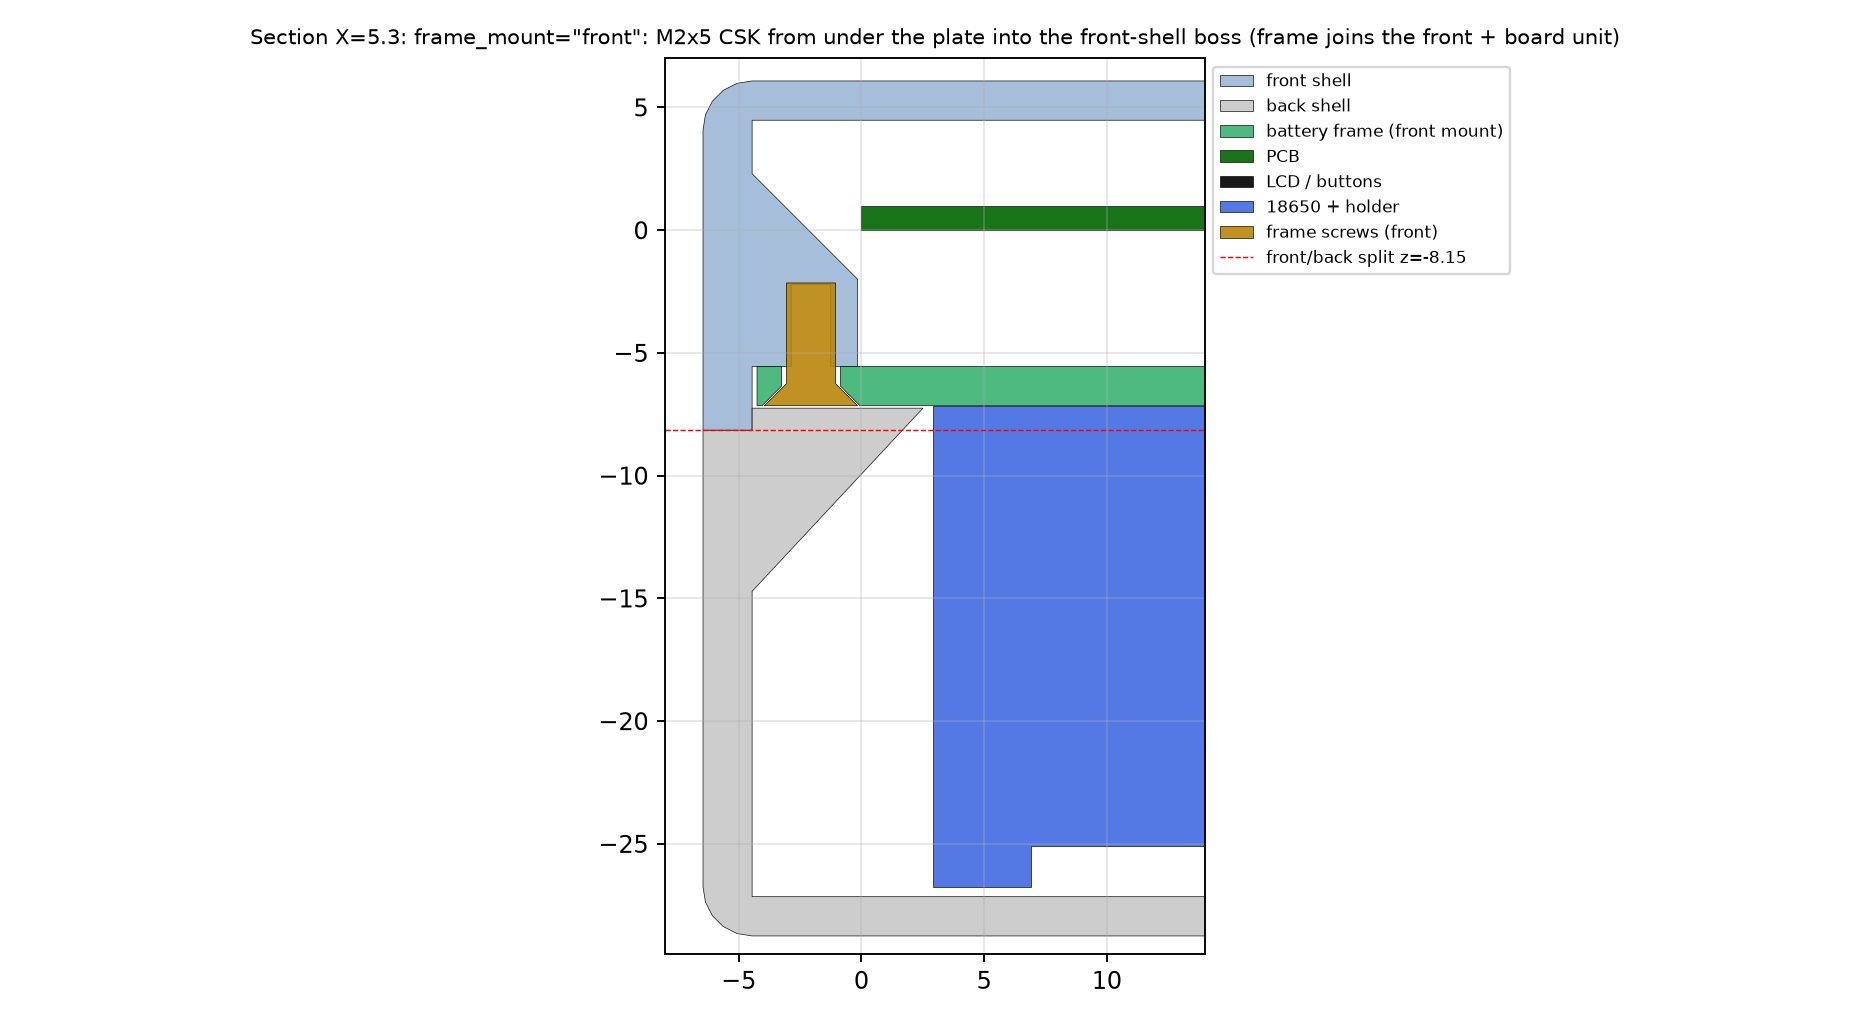 Section X=5.3: frame_mount="front": M2x5 CSK from under the plate into the front-shell boss (frame joins the front + board unit)
front shell
back shell
battery frame (front mount)
PCB
LCD / buttons
18650 + holder
frame screws (front)
front/back split z=-8.15
5
0
−5
−10
−15
−20
−25
−5
0
5
10